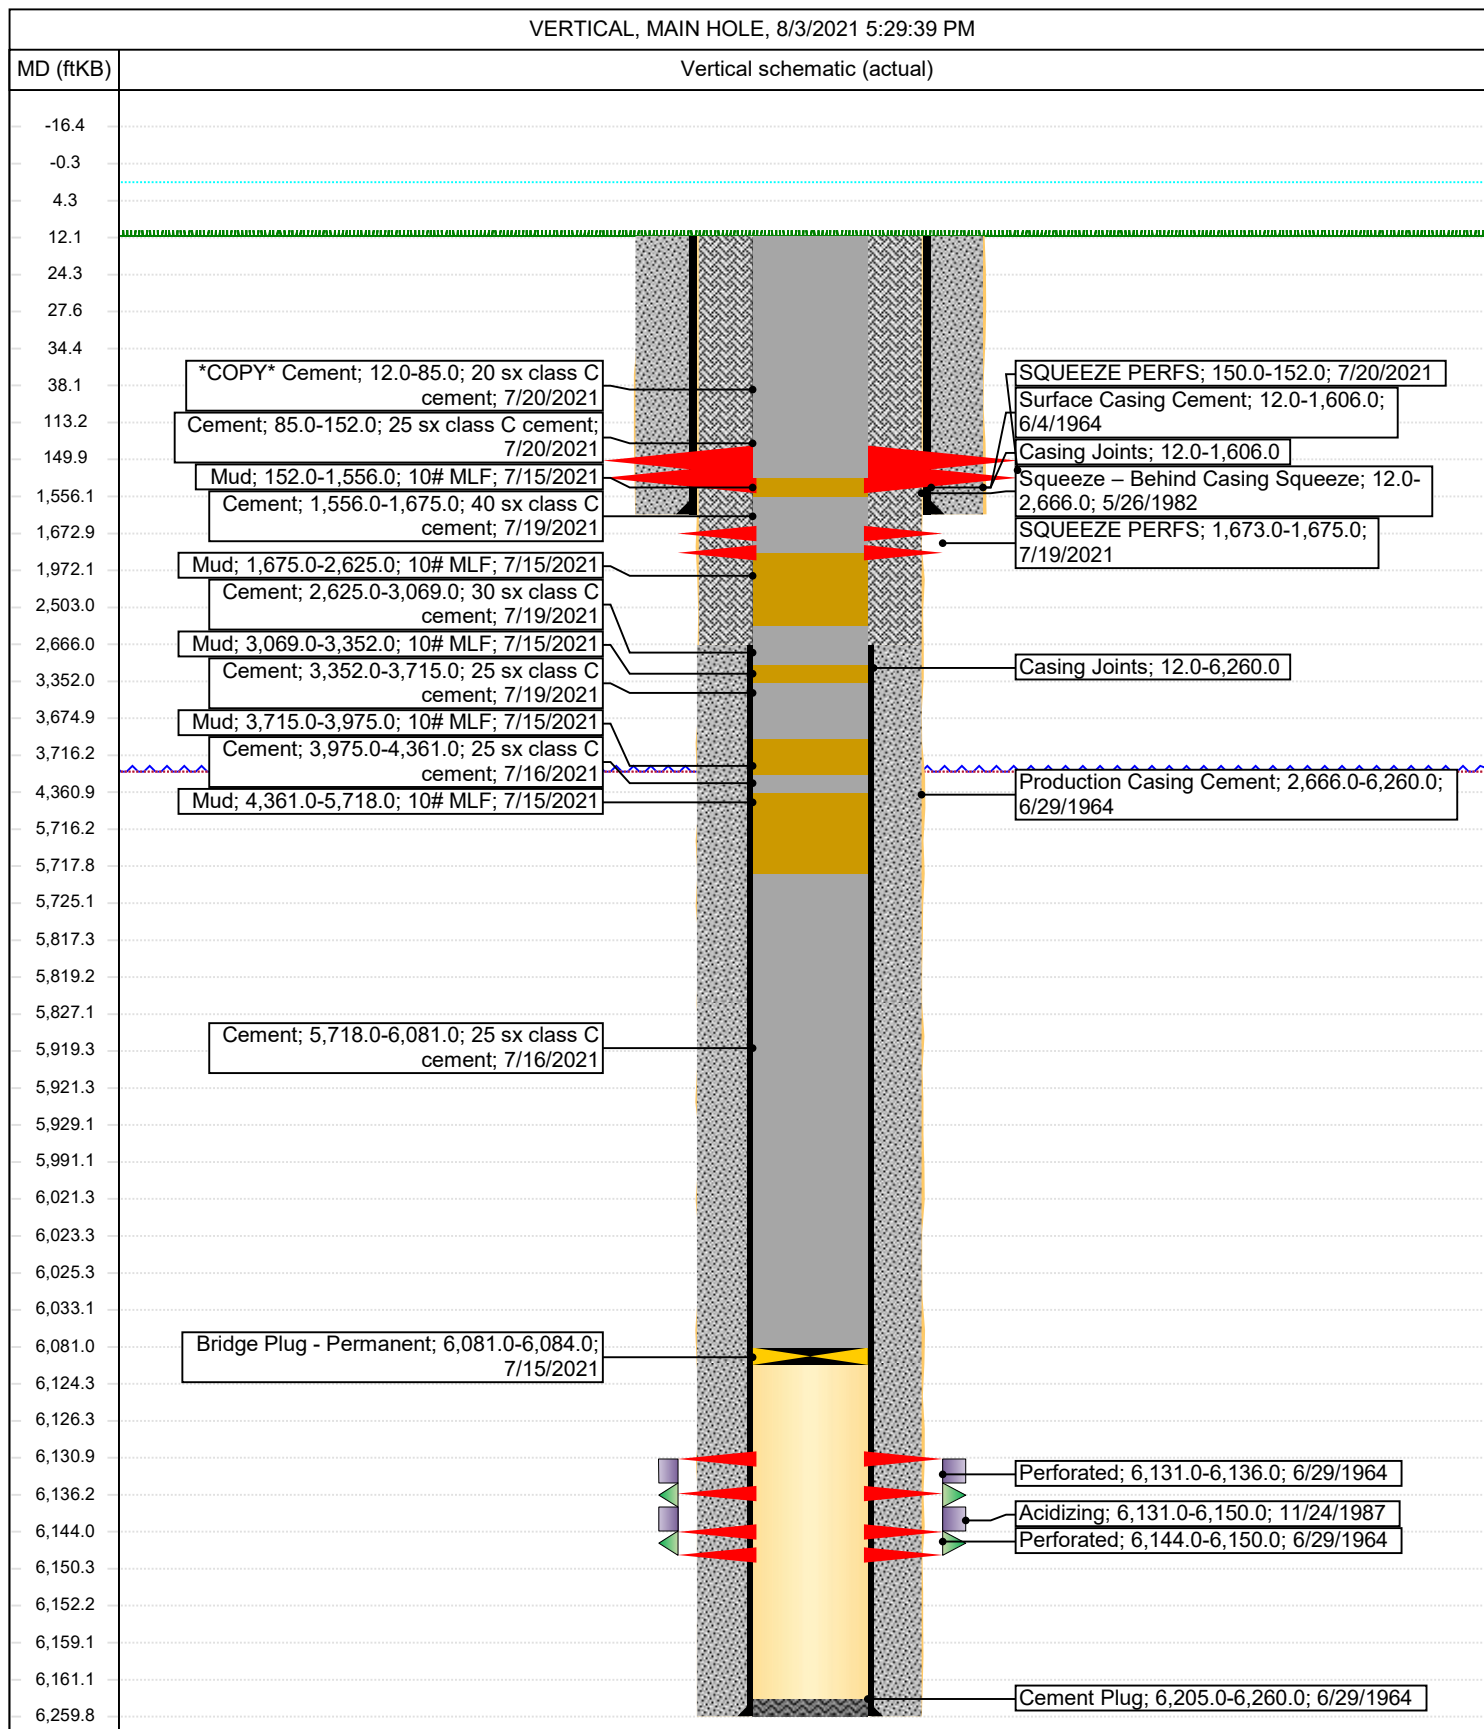 VERTICAL, MAIN HOLE, 8/3/2021 5:29:39 PM
MD (ftKB)
Vertical schematic (actual)
-16.4
-0.3
4.3
12.1
24.3
27.6
34.4
38.1
113.2
149.9
1,556.1
1,672.9
1,972.1
2,503.0
2,666.0
3,352.0
3,674.9
3,716.2
4,360.9
5,716.2
5,717.8
5,725.1
5,817.3
5,819.2
5,827.1
5,919.3
5,921.3
5,929.1
5,991.1
6,021.3
6,023.3
6,025.3
6,033.1
6,081.0
6,124.3
6,126.3
6,130.9
6,136.2
6,144.0
6,150.3
6,152.2
6,159.1
6,161.1
6,259.8
*COPY* Cement; 12.0-85.0; 20 sx class C
cement; 7/20/2021
Cement; 85.0-152.0; 25 sx class C cement;
7/20/2021
Mud; 152.0-1,556.0; 10# MLF; 7/15/2021
Cement; 1,556.0-1,675.0; 40 sx class C
cement; 7/19/2021
Mud; 1,675.0-2,625.0; 10# MLF; 7/15/2021
Cement; 2,625.0-3,069.0; 30 sx class C
cement; 7/19/2021
Mud; 3,069.0-3,352.0; 10# MLF; 7/15/2021
Cement; 3,352.0-3,715.0; 25 sx class C
cement; 7/19/2021
Mud; 3,715.0-3,975.0; 10# MLF; 7/15/2021
Cement; 3,975.0-4,361.0; 25 sx class C
cement; 7/16/2021
Mud; 4,361.0-5,718.0; 10# MLF; 7/15/2021
Cement; 5,718.0-6,081.0; 25 sx class C
cement; 7/16/2021
Bridge Plug - Permanent; 6,081.0-6,084.0;
7/15/2021
SQUEEZE PERFS; 150.0-152.0; 7/20/2021
Surface Casing Cement; 12.0-1,606.0;
6/4/1964
Casing Joints; 12.0-1,606.0
Squeeze – Behind Casing Squeeze; 12.0-
2,666.0; 5/26/1982
SQUEEZE PERFS; 1,673.0-1,675.0;
7/19/2021
Casing Joints; 12.0-6,260.0
Production Casing Cement; 2,666.0-6,260.0;
6/29/1964
Perforated; 6,131.0-6,136.0; 6/29/1964
Acidizing; 6,131.0-6,150.0; 11/24/1987
Perforated; 6,144.0-6,150.0; 6/29/1964
Cement Plug; 6,205.0-6,260.0; 6/29/1964